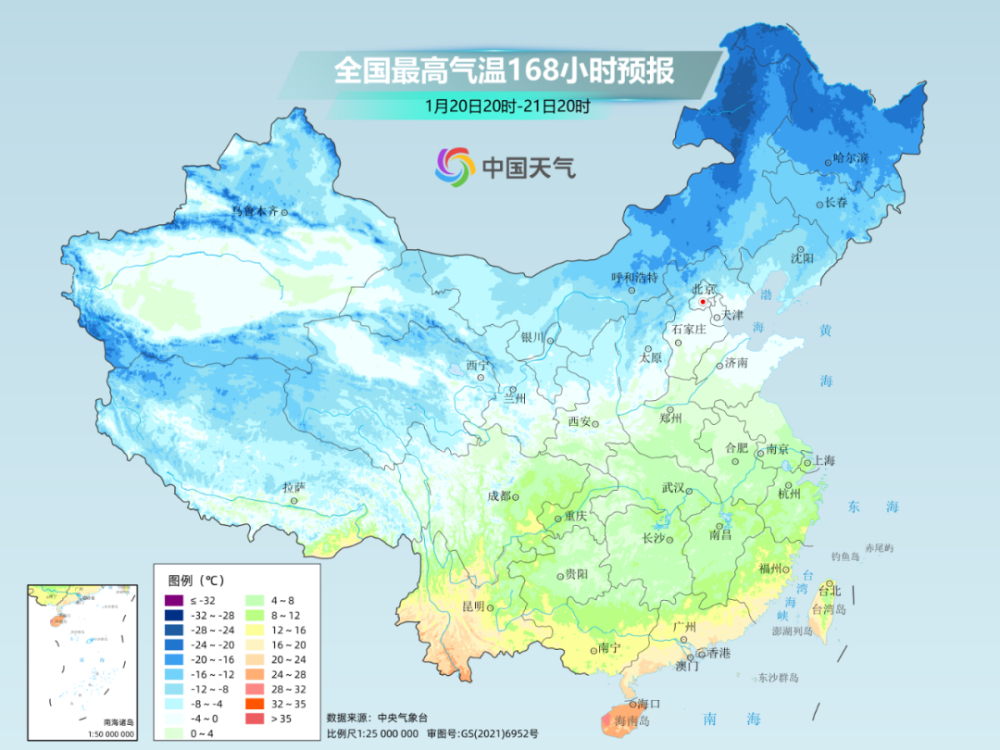 全国最高气温168小时预报
1月20日20时-21日20时
中国天气
哈尔滨
长春
乌鲁木齐
沈阳
呼和浩特
北京
渤
海
天津
黄
海
石家庄
银川
太原
济南
西宁
兰州
西安
郑州
合肥
南京
上海
拉萨
成都
武汉
杭州
重庆
东 海
长沙
南昌
钓鱼岛
赤尾屿
贵阳
福州
台
湾
海
峡
台北
台湾岛
昆明
广州
澎湖列岛
南宁
香港
澳门
东沙群岛
海口
海南岛
南 海
图例（℃）
≤ -32
-32 ~ -28
-28 ~ -24
-24 ~ -20
-20 ~ -16
-16 ~ -12
-12 ~ -8
-8 ~ -4
-4 ~ 0
0 ~ 4
4 ~ 8
8 ~ 12
12 ~ 16
16 ~ 20
20 ~ 24
24 ~ 28
28 ~ 32
32 ~ 35
> 35
南海诸岛
1:50 000 000
数据来源：中央气象台
比例尺1:25 000 000 审图号:GS(2021)6952号